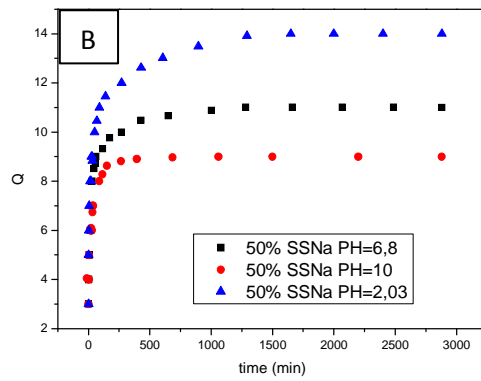 B
14
12
10
8
6
4
2
Q
50% SSNa PH=6,8
50% SSNa PH=10
50% SSNa PH=2,03
0 500 1000 1500 2000 2500 3000
time (min)